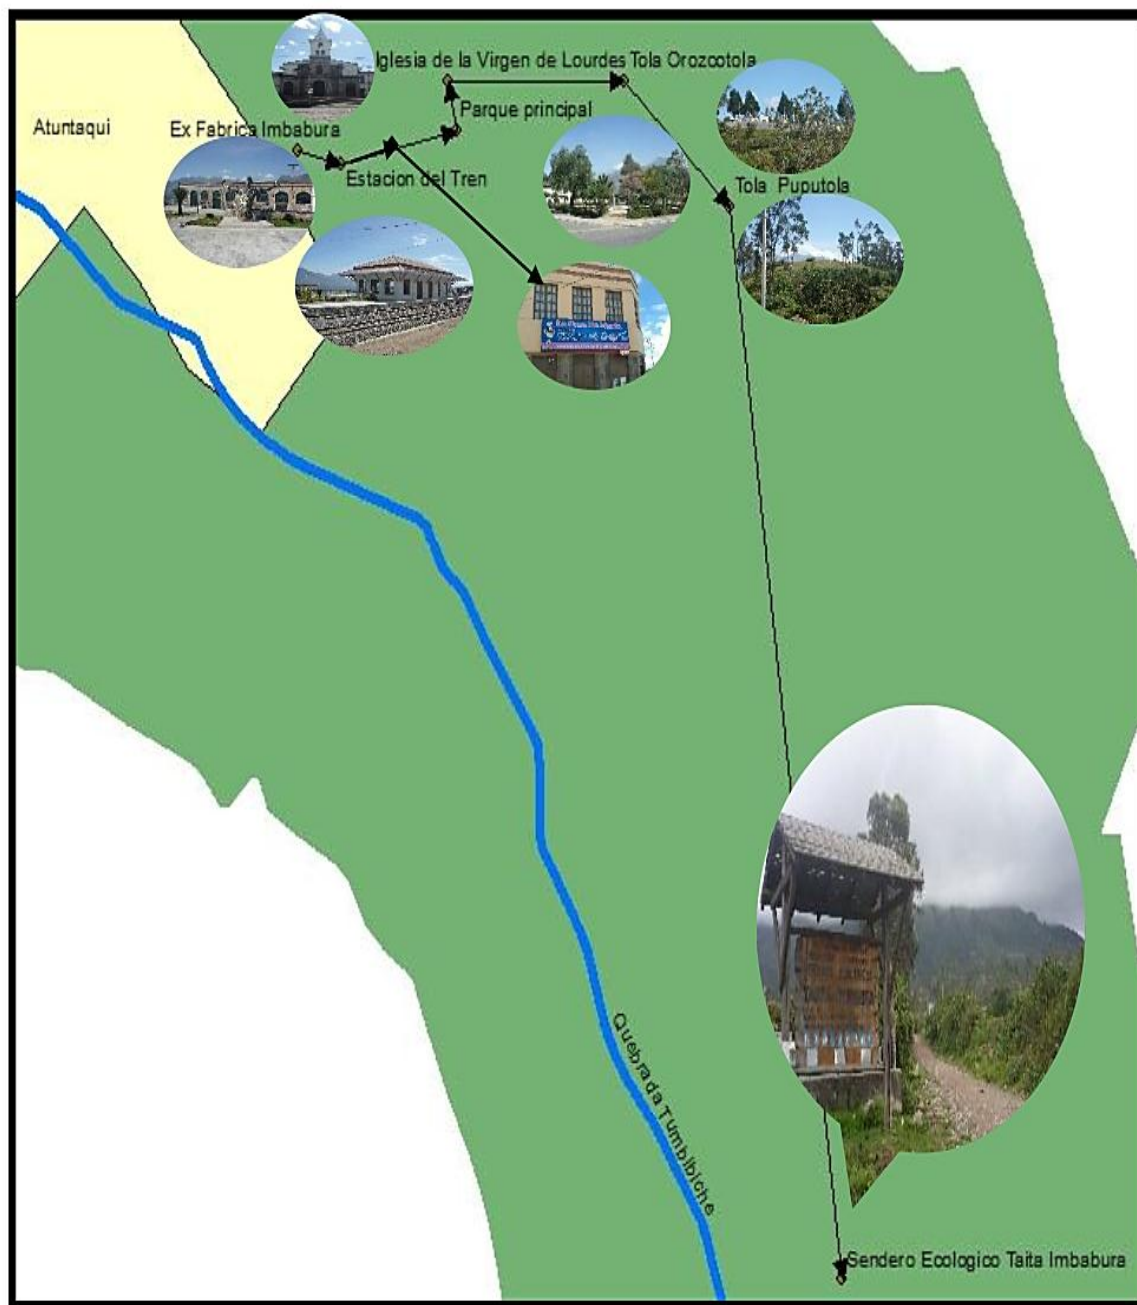 Iglesia de la Virgen de Lourdes
Tola Orozcotola
Parque principal
Atuntaqui
Ex Fabrica Imbabura
Estacion del Tren
Tola Puputola
Quebrada Tumbibiche
Sendero Ecologico Taita Imbabura